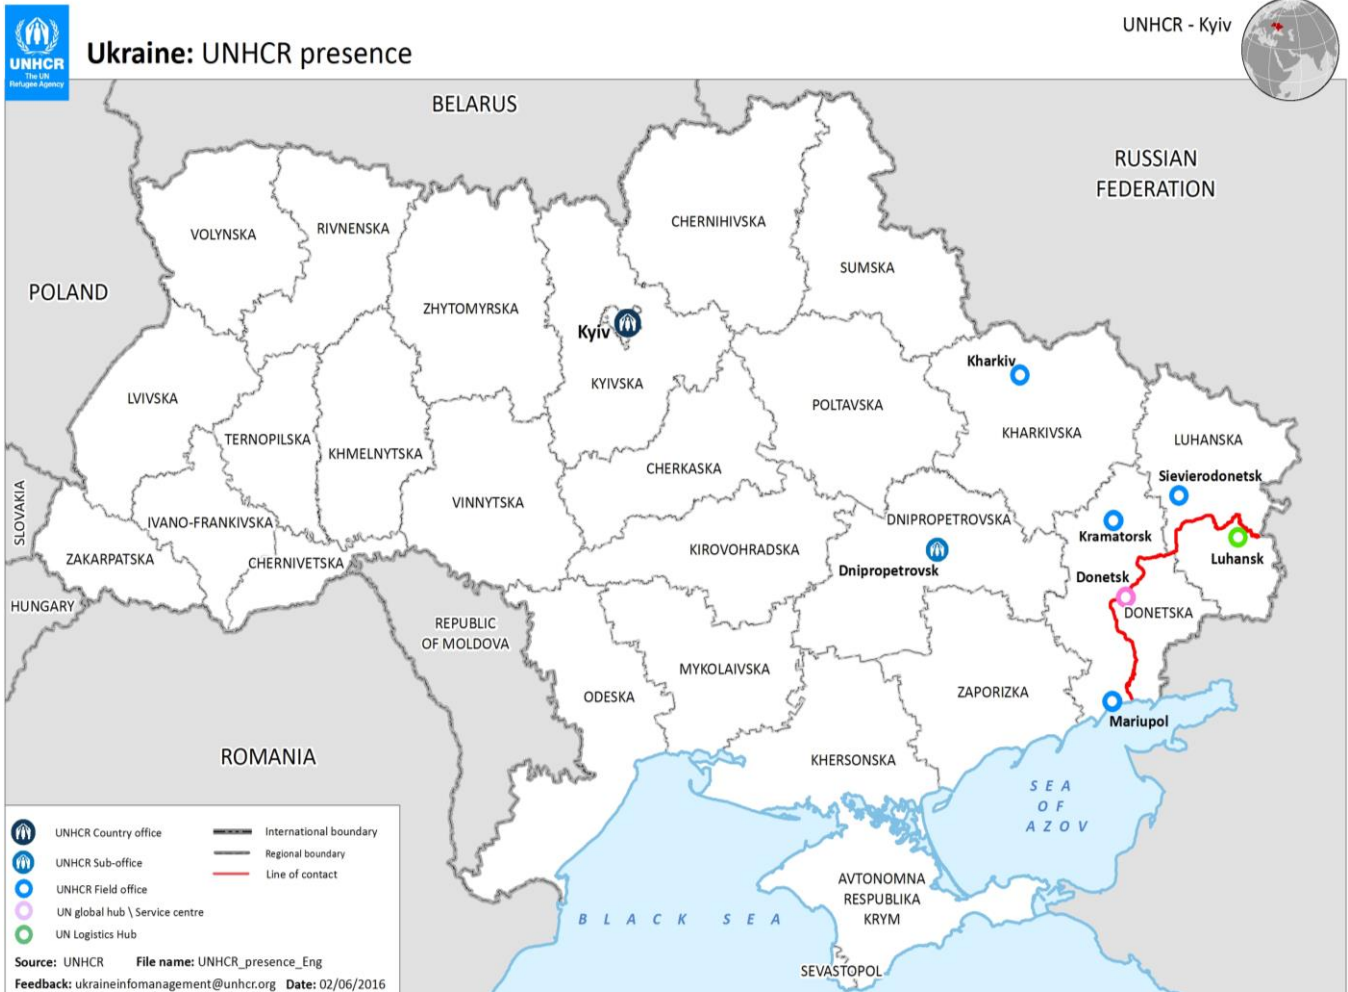 UNHCR
The UN
Refugee Agency
Ukraine: UNHCR presence
UNHCR - Kyiv
BELARUS
RUSSIAN
FEDERATION
POLAND
VOLYNSKA
RIVNENSKA
CHERNIHIVSKA
SUMSKA
ZHYTOMYRSKA
Kyiv
KYIVSKA
Kharkiv
LVIVSKA
POLTAVSKA
KHARKIVSKA
TERNOPILSKA
KHMELNYTSKA
LUHANSKA
CHERKASKA
Sievierodonetsk
SLOVAKIA
VINNYTSKA
IVANO-FRANKIVSKA
DNIPROPETROVSKA
Kramatorsk
KIROVOHRADSKA
ZAKARPATSKA
CHERNIVETSKA
Dnipropetrovsk
Luhansk
Donetsk
HUNGARY
DONETSKA
REPUBLIC
OF MOLDOVA
MYKOLAIVSKA
ODESKA
ZAPORIZKA
Mariupol
ROMANIA
KHERSONSKA
SEA
OF
AZOV
AVTONOMNA
RESPUBLIKA
KRYM
BLACK SEA
SEVASTOPOL
UNHCR Country office
UNHCR Sub-office
UNHCR Field office
UN global hub \ Service centre
UN Logistics Hub
International boundary
Regional boundary
Line of contact
Source: UNHCR File name: UNHCR_presence_Eng
Feedback: ukraineinfomanagement@unhcr.org Date: 02/06/2016